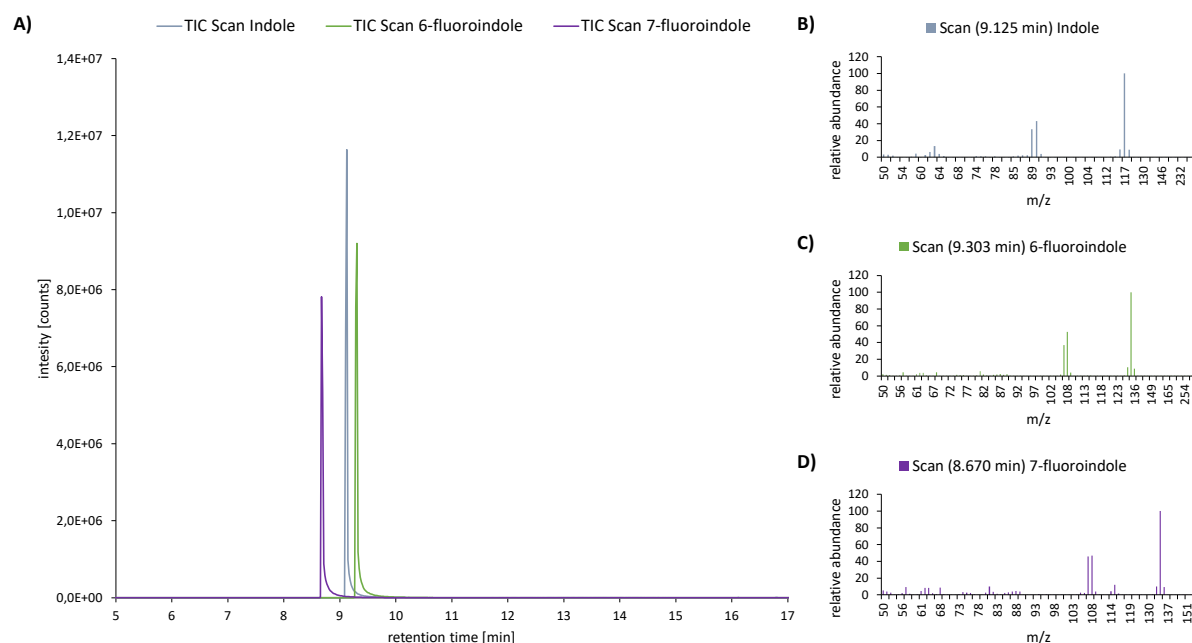 A)
TIC Scan Indole TIC Scan 6-fluoroindole TIC Scan 7-fluoroindole
1,4E+07
1,2E+07
1,0E+07
8,0E+06
6,0E+06
4,0E+06
2,0E+06
0,0E+00
intesity [counts]
5 6 7 8 9 10 11 12 13 14 15 16 17
retention time [min]
B)
Scan (9.125 min) Indole
relative abundance
120
100
80
60
40
20
0
50 54 60 64 68 74 78 85 89 93 100 104 112 117 130 146 232
m/z
C)
Scan (9.303 min) 6-fluoroindole
relative abundance
120
100
80
60
40
20
0
50 56 61 67 72 77 82 87 92 97 102 108 113 118 123 136 149 165 254
m/z
D)
Scan (8.670 min) 7-fluoroindole
relative abundance
120
100
80
60
40
20
0
50 56 61 68 73 78 83 88 93 98 103 108 114 119 130 137 151
m/z